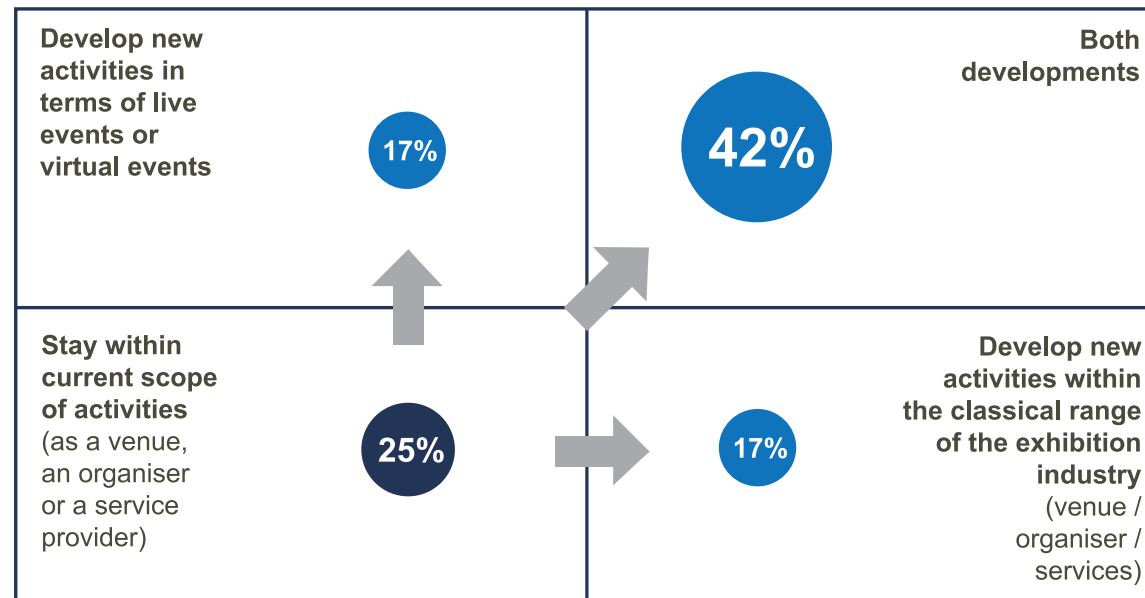 Develop new
activities in
terms of live
events or
virtual events
17%
Both
developments
42%
Stay within
current scope
of activities
(as a venue,
an organiser
or a service
provider)
25%
Develop new
activities within
the classical range
of the exhibition
industry
(venue /
organiser /
services)
17%